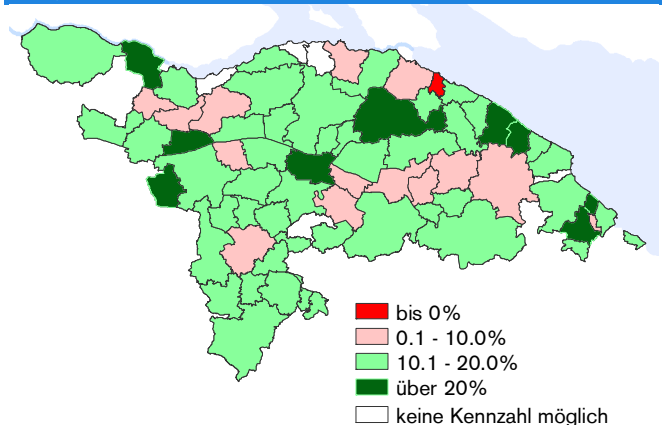 bis 0%
0.1 - 10.0%
10.1 - 20.0%
über 20%
keine Kennzahl möglich